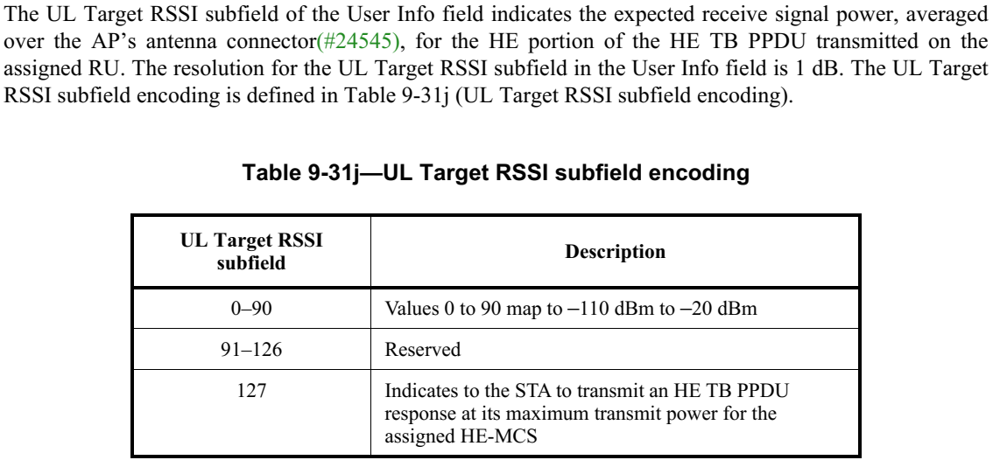 The UL Target RSSI subfield of the User Info field indicates the expected receive signal power, averaged
over the AP’s antenna connector(#24545), for the HE portion of the HE TB PPDU transmitted on the
assigned RU. The resolution for the UL Target RSSI subfield in the User Info field is 1 dB. The UL Target
RSSI subfield encoding is defined in Table 9-31j (UL Target RSSI subfield encoding).
Table 9-31j—UL Target RSSI subfield encoding
UL Target RSSI
subfield
Description
0–90
Values 0 to 90 map to –110 dBm to –20 dBm
91–126
Reserved
127
Indicates to the STA to transmit an HE TB PPDU
response at its maximum transmit power for the
assigned HE-MCS